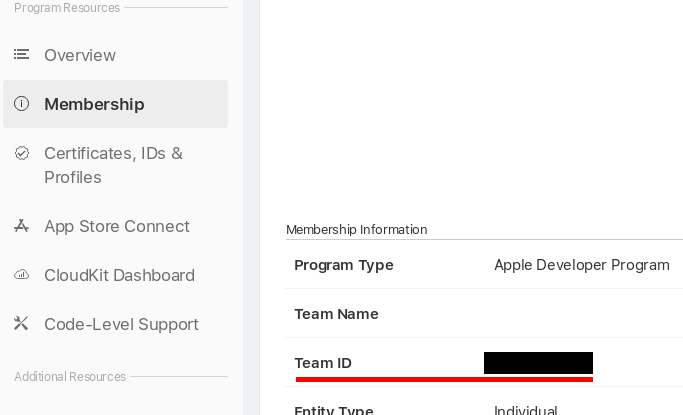 Program Resources
Overview
Membership
Certificates, IDs &
Profiles
App Store Connect
CloudKit Dashboard
Code-Level Support
Additional Resources
Membership Information
Program Type Apple Developer Program
Team Name
Team ID
Entity Type Individual